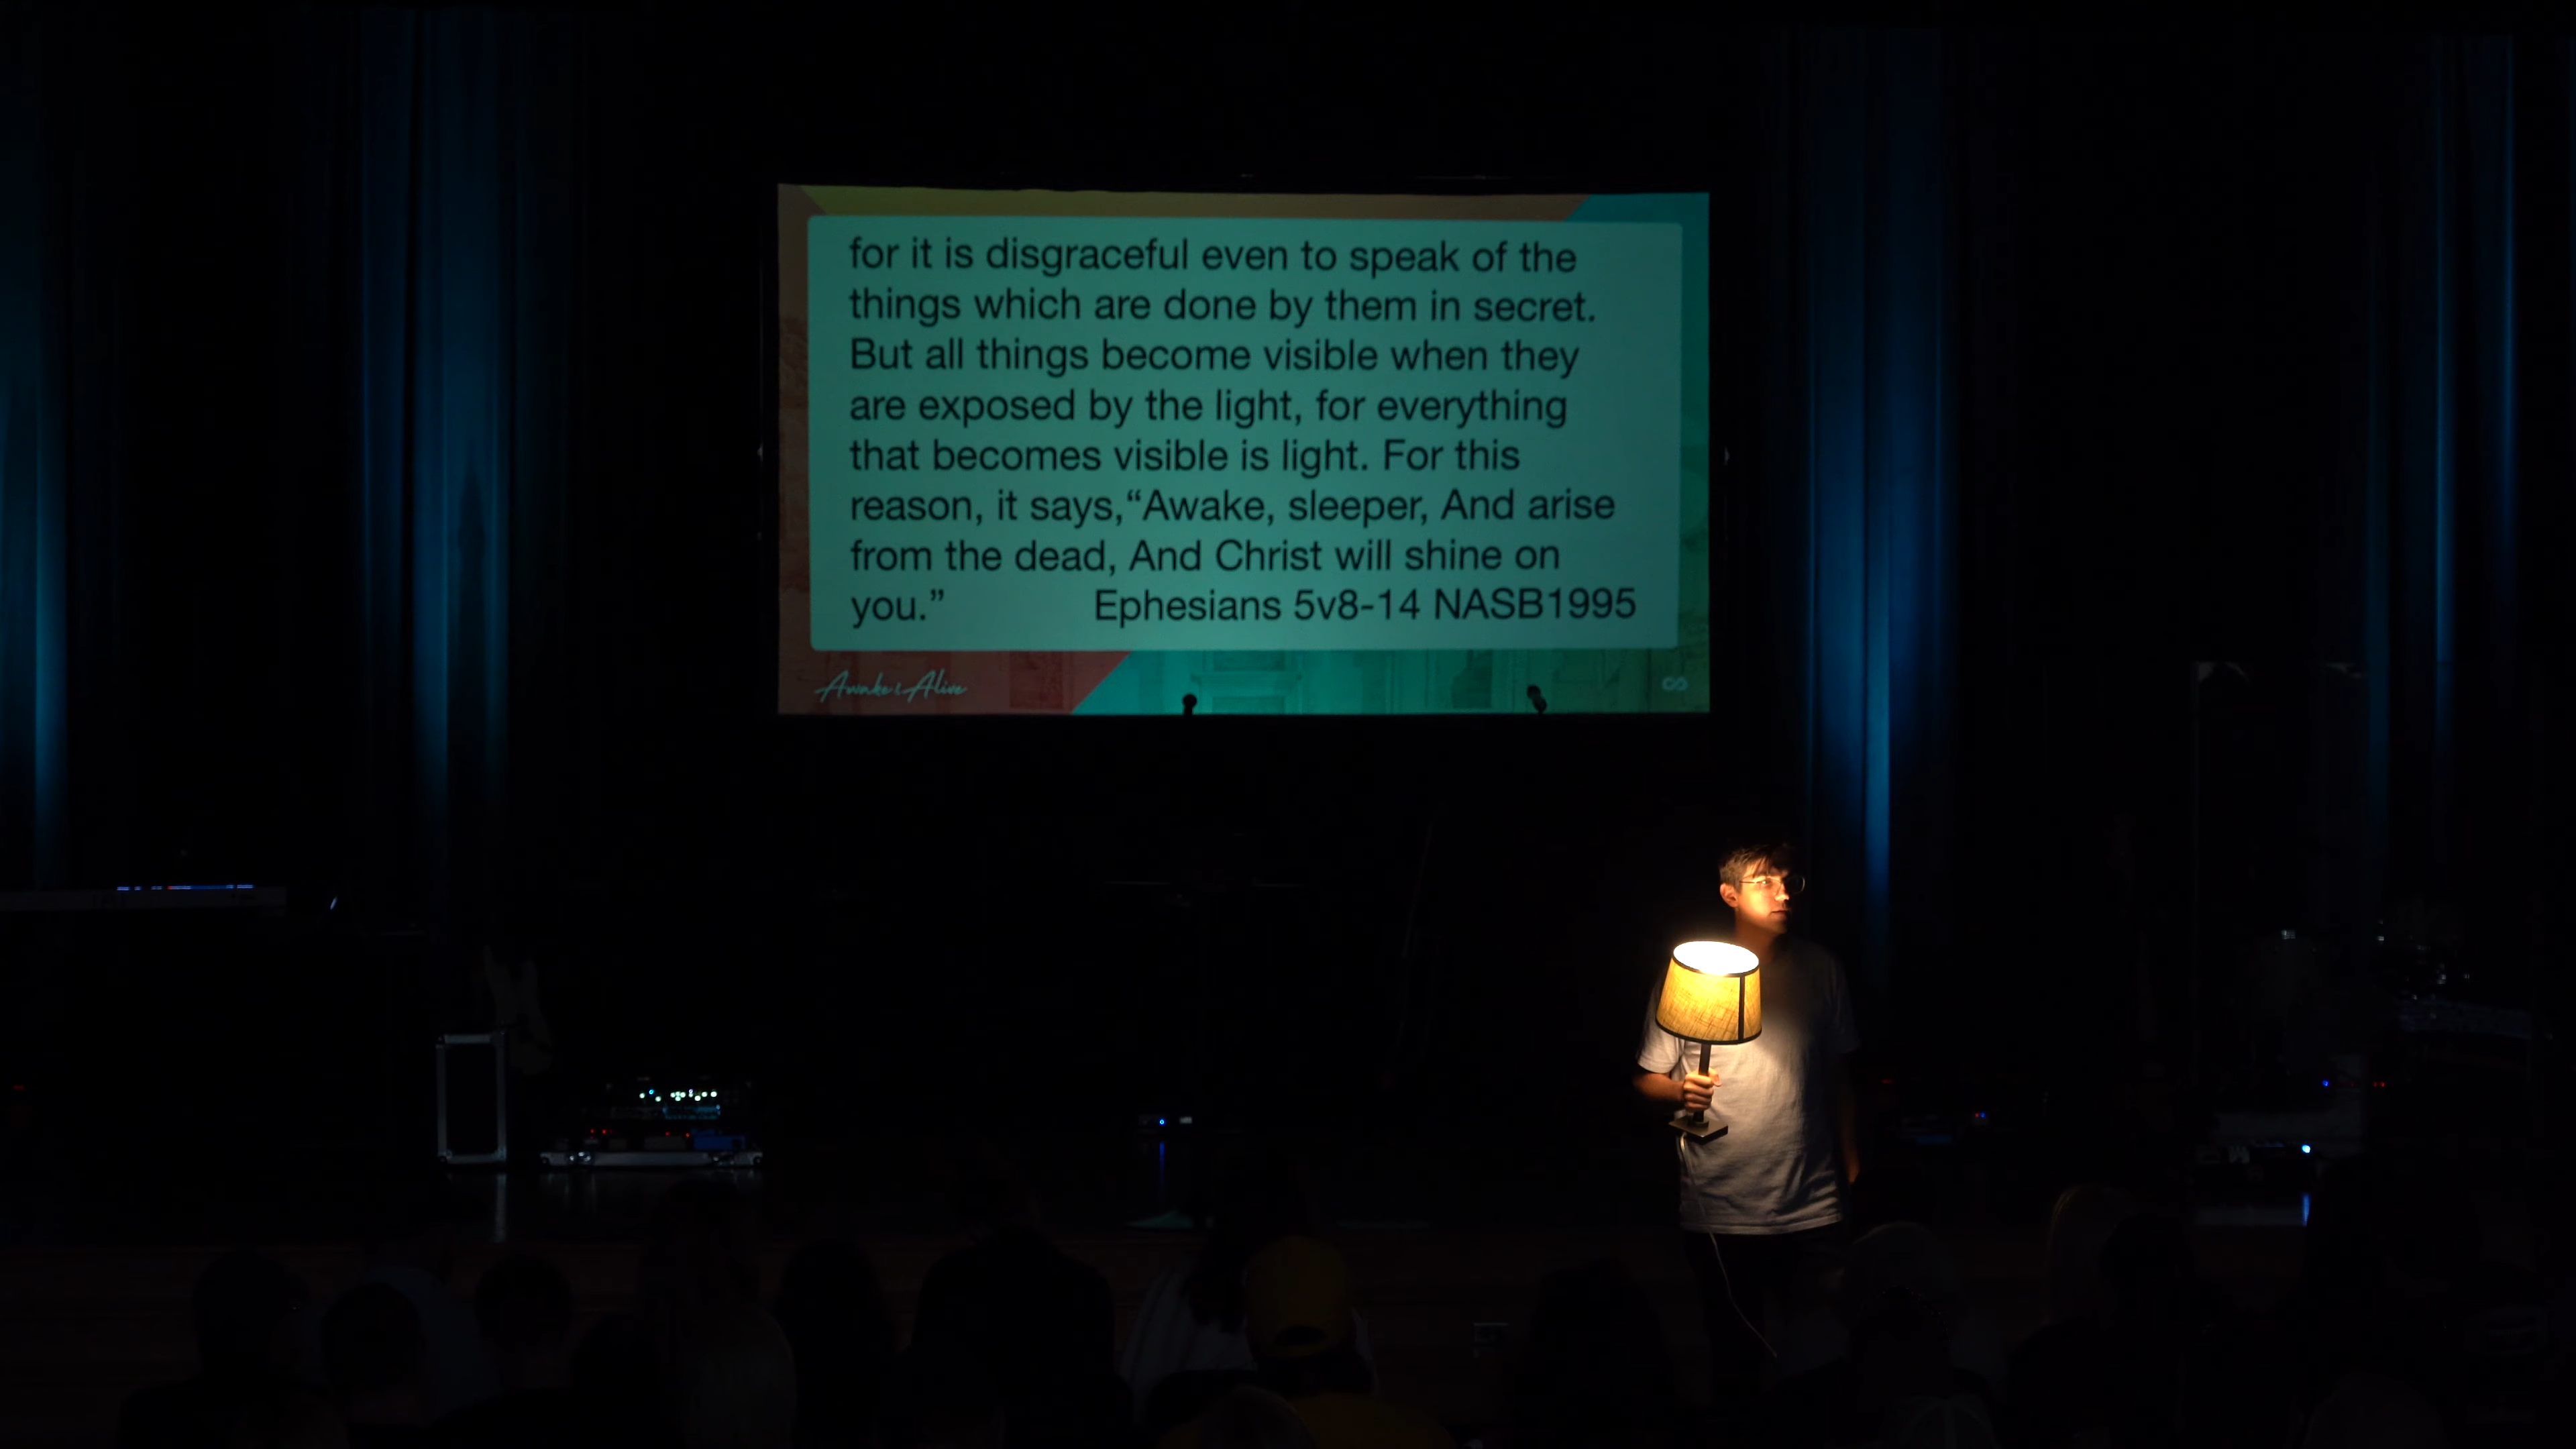 for it is disgraceful even to speak of the
things which are done by them in secret.
But all things become visible when they
are exposed by the light, for everything
that becomes visible is light. For this
reason, it says,“Awake, sleeper, And arise
from the dead, And Christ will shine on
you.” Ephesians 5v8-14 NASB1995
Awake & Alive